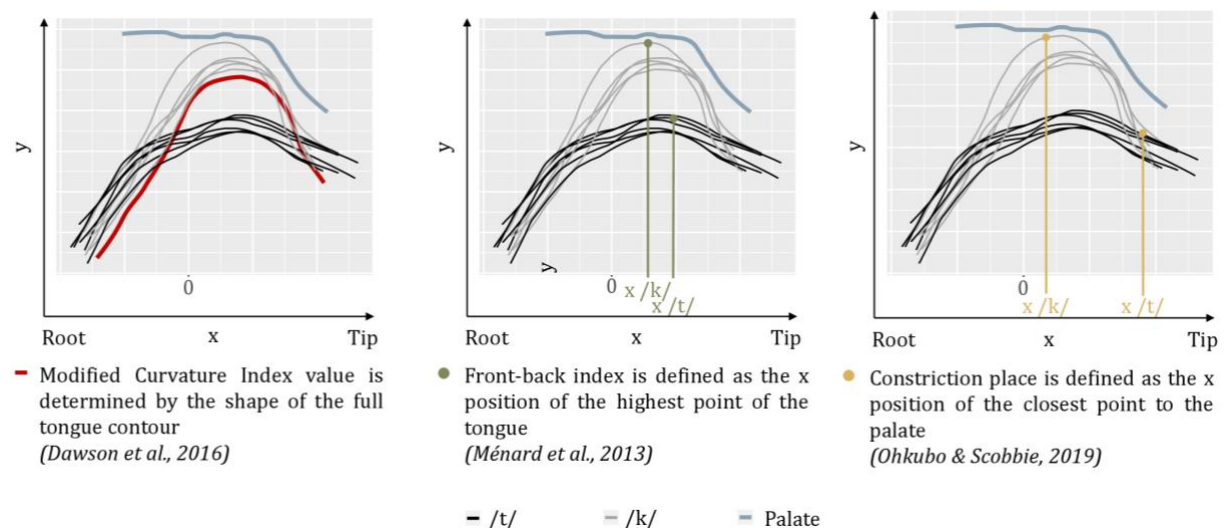 y
0
Root x Tip
Modified Curvature Index value is
determined by the shape of the full
tongue contour
(Dawson et al., 2016)
y
y
0
x /k/
x /t/
Root x Tip
Front-back index is defined as the x
position of the highest point of the
tongue
(Ménard et al., 2013)
y
0
x /k/ x /t/
Root x Tip
Constriction place is defined as the x
position of the closest point to the
palate
(Ohkubo & Scobbie, 2019)
/t/ /k/ Palate